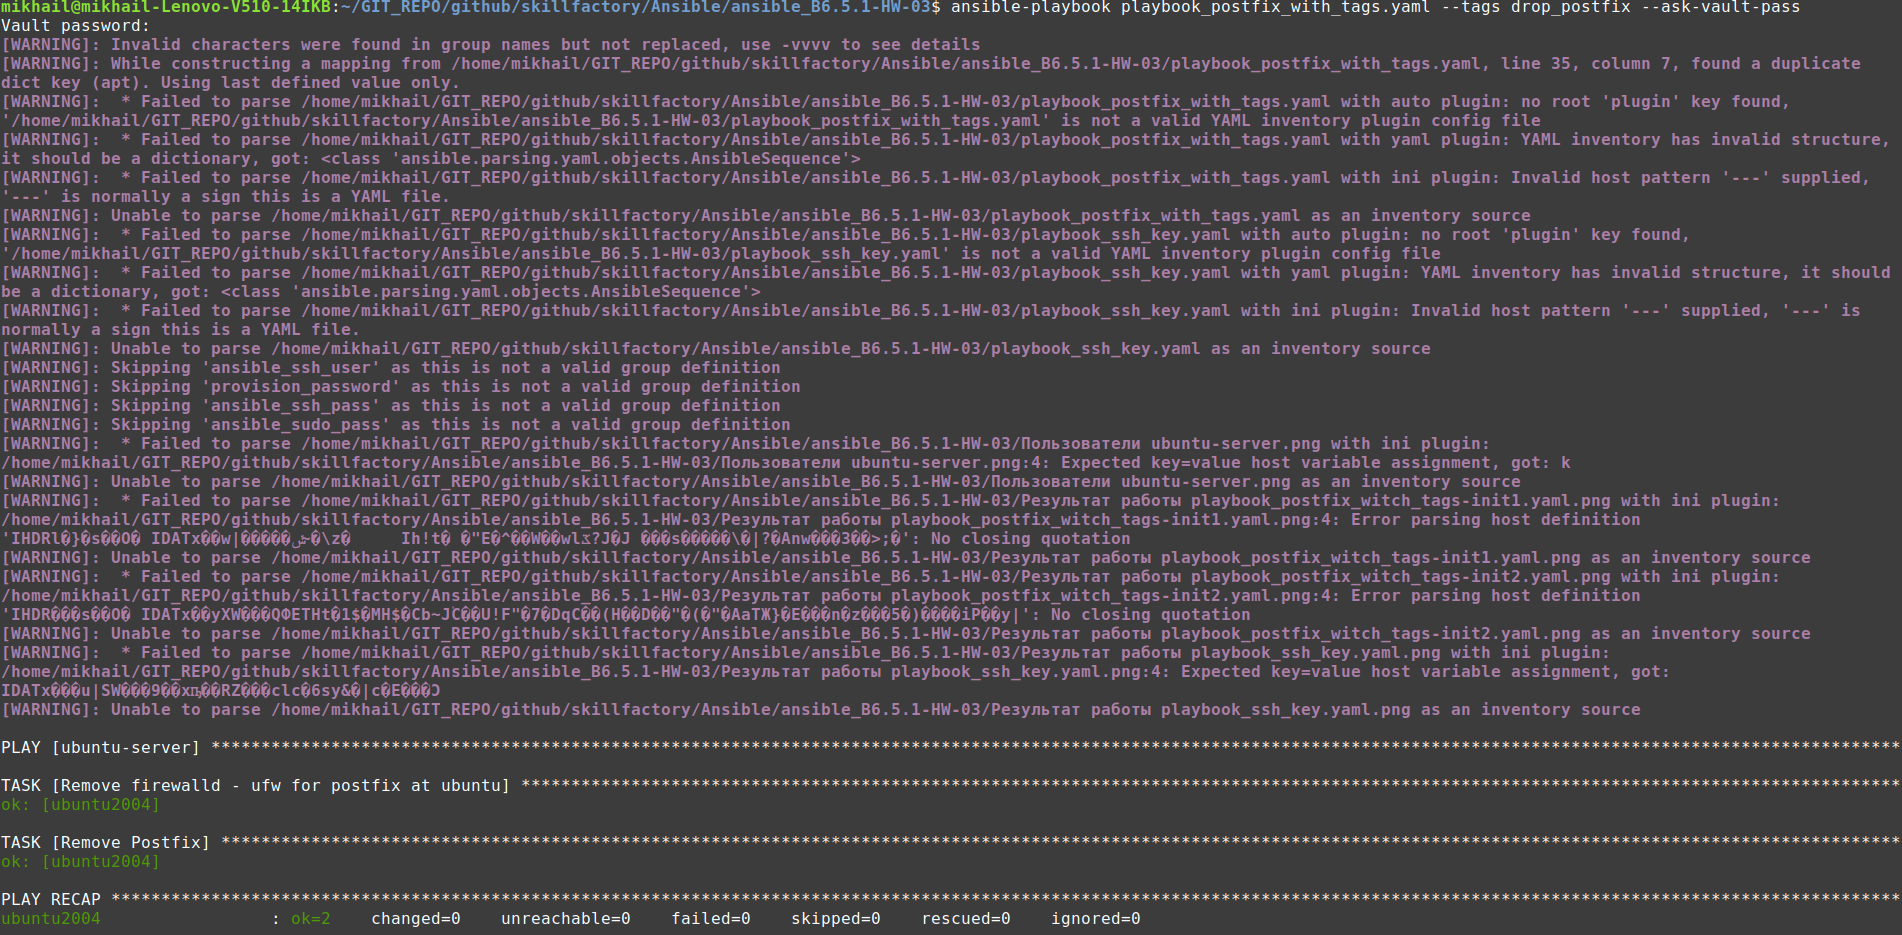 mikhail@mikhail-Lenovo-V510-14IKB:~/GIT_REPO/github/skillfactory/Ansible/ansible_B6.5.1-HW-03$ ansible-playbook playbook_postfix_with_tags.yaml --tags drop_postfix --ask-vault-pass
Vault password:
[WARNING]: Invalid characters were found in group names but not replaced, use -vvvv to see details
[WARNING]: While constructing a mapping from /home/mikhail/GIT_REPO/github/skillfactory/Ansible/ansible_B6.5.1-HW-03/playbook_postfix_with_tags.yaml, line 35, column 7, found a duplicate
dict key (apt). Using last defined value only.
[WARNING]:  * Failed to parse /home/mikhail/GIT_REPO/github/skillfactory/Ansible/ansible_B6.5.1-HW-03/playbook_postfix_with_tags.yaml with auto plugin: no root 'plugin' key found,
'/home/mikhail/GIT_REPO/github/skillfactory/Ansible/ansible_B6.5.1-HW-03/playbook_postfix_with_tags.yaml' is not a valid YAML inventory plugin config file
[WARNING]:  * Failed to parse /home/mikhail/GIT_REPO/github/skillfactory/Ansible/ansible_B6.5.1-HW-03/playbook_postfix_with_tags.yaml with yaml plugin: YAML inventory has invalid structure,
it should be a dictionary, got: <class 'ansible.parsing.yaml.objects.AnsibleSequence'>
[WARNING]:  * Failed to parse /home/mikhail/GIT_REPO/github/skillfactory/Ansible/ansible_B6.5.1-HW-03/playbook_postfix_with_tags.yaml with ini plugin: Invalid host pattern '---' supplied,
'---' is normally a sign this is a YAML file.
[WARNING]: Unable to parse /home/mikhail/GIT_REPO/github/skillfactory/Ansible/ansible_B6.5.1-HW-03/playbook_postfix_with_tags.yaml as an inventory source
[WARNING]:  * Failed to parse /home/mikhail/GIT_REPO/github/skillfactory/Ansible/ansible_B6.5.1-HW-03/playbook_ssh_key.yaml with auto plugin: no root 'plugin' key found,
'/home/mikhail/GIT_REPO/github/skillfactory/Ansible/ansible_B6.5.1-HW-03/playbook_ssh_key.yaml' is not a valid YAML inventory plugin config file
[WARNING]:  * Failed to parse /home/mikhail/GIT_REPO/github/skillfactory/Ansible/ansible_B6.5.1-HW-03/playbook_ssh_key.yaml with yaml plugin: YAML inventory has invalid structure, it should
be a dictionary, got: <class 'ansible.parsing.yaml.objects.AnsibleSequence'>
[WARNING]:  * Failed to parse /home/mikhail/GIT_REPO/github/skillfactory/Ansible/ansible_B6.5.1-HW-03/playbook_ssh_key.yaml with ini plugin: Invalid host pattern '---' supplied, '---' is
normally a sign this is a YAML file.
[WARNING]: Unable to parse /home/mikhail/GIT_REPO/github/skillfactory/Ansible/ansible_B6.5.1-HW-03/playbook_ssh_key.yaml as an inventory source
[WARNING]: Skipping 'ansible_ssh_user' as this is not a valid group definition
[WARNING]: Skipping 'provision_password' as this is not a valid group definition
[WARNING]: Skipping 'ansible_ssh_pass' as this is not a valid group definition
[WARNING]: Skipping 'ansible_sudo_pass' as this is not a valid group definition
[WARNING]:  * Failed to parse /home/mikhail/GIT_REPO/github/skillfactory/Ansible/ansible_B6.5.1-HW-03/Пользователи ubuntu-server.png with ini plugin:
/home/mikhail/GIT_REPO/github/skillfactory/Ansible/ansible_B6.5.1-HW-03/Пользователи ubuntu-server.png:4: Expected key=value host variable assignment, got: k
[WARNING]: Unable to parse /home/mikhail/GIT_REPO/github/skillfactory/Ansible/ansible_B6.5.1-HW-03/Пользователи ubuntu-server.png as an inventory source
[WARNING]:  * Failed to parse /home/mikhail/GIT_REPO/github/skillfactory/Ansible/ansible_B6.5.1-HW-03/Результат работы playbook_postfix_witch_tags-init1.yaml.png with ini plugin:
/home/mikhail/GIT_REPO/github/skillfactory/Ansible/ansible_B6.5.1-HW-03/Результат работы playbook_postfix_witch_tags-init1.yaml.png:4: Error parsing host definition
No closing quotation
[WARNING]: Unable to parse /home/mikhail/GIT_REPO/github/skillfactory/Ansible/ansible_B6.5.1-HW-03/Результат работы playbook_postfix_witch_tags-init1.yaml.png as an inventory source
[WARNING]:  * Failed to parse /home/mikhail/GIT_REPO/github/skillfactory/Ansible/ansible_B6.5.1-HW-03/Результат работы playbook_postfix_witch_tags-init2.yaml.png with ini plugin:
/home/mikhail/GIT_REPO/github/skillfactory/Ansible/ansible_B6.5.1-HW-03/Результат работы playbook_postfix_witch_tags-init2.yaml.png:4: Error parsing host definition
No closing quotation
[WARNING]: Unable to parse /home/mikhail/GIT_REPO/github/skillfactory/Ansible/ansible_B6.5.1-HW-03/Результат работы playbook_postfix_witch_tags-init2.yaml.png as an inventory source
[WARNING]:  * Failed to parse /home/mikhail/GIT_REPO/github/skillfactory/Ansible/ansible_B6.5.1-HW-03/Результат работы playbook_ssh_key.yaml.png with ini plugin:
/home/mikhail/GIT_REPO/github/skillfactory/Ansible/ansible_B6.5.1-HW-03/Результат работы playbook_ssh_key.yaml.png:4: Expected key=value host variable assignment, got:
[WARNING]: Unable to parse /home/mikhail/GIT_REPO/github/skillfactory/Ansible/ansible_B6.5.1-HW-03/Результат работы playbook_ssh_key.yaml.png as an inventory source
PLAY [ubuntu-server] ****
TASK [Remove firewalld - ufw for postfix at ubuntu] ****
ok: [ubuntu2004]
TASK [Remove Postfix] ****
ok: [ubuntu2004]
PLAY RECAP ****
ubuntu2004 : ok=2 changed=0 unreachable=0 failed=0 skipped=0 rescued=0 ignored=0